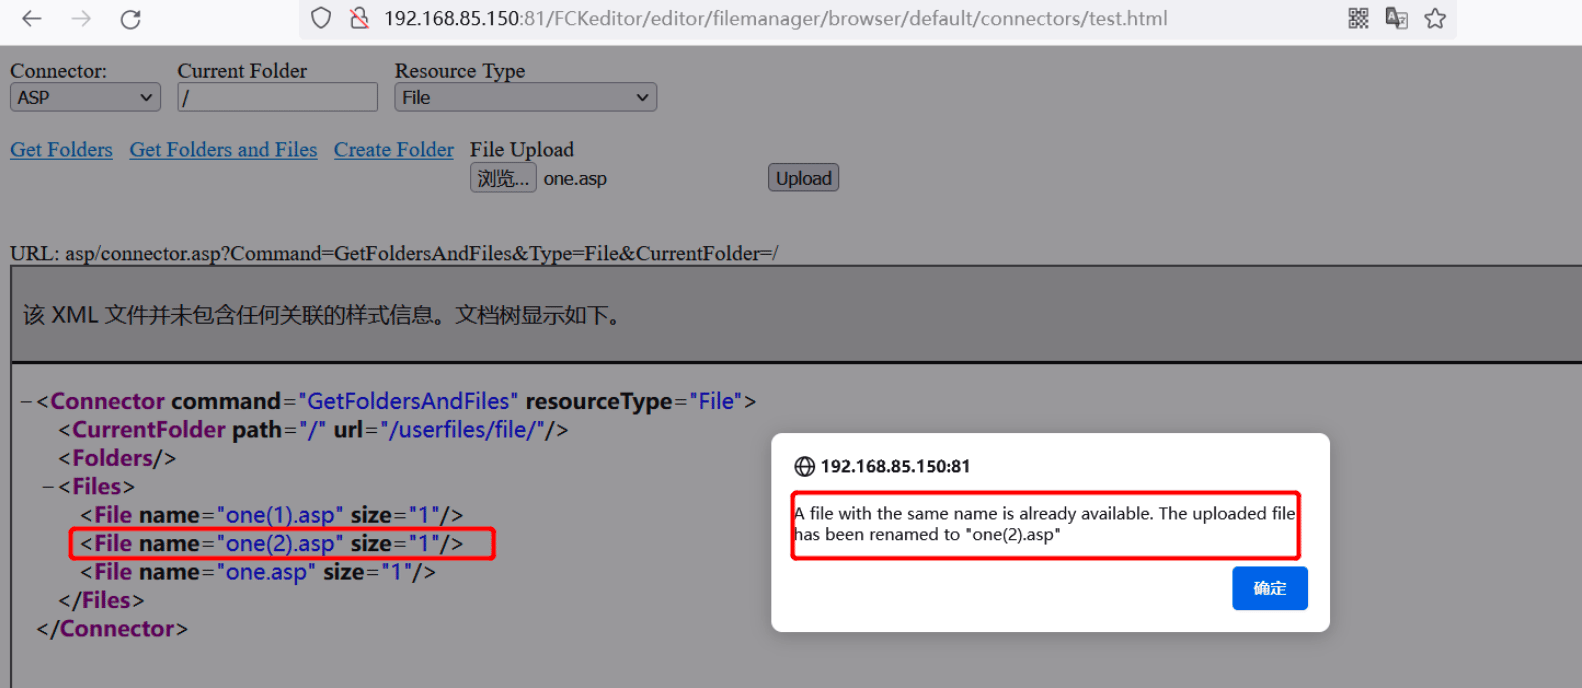 192.168.85.150:81/FCKeditor/editor/filemanager/browser/default/connectors/test.html
Connector: Current Folder Resource Type
ASP / File
Get Folders Get Folders and Files Create Folder File Upload
浏览... one.asp Upload
URL: asp/connector.asp?Command=GetFoldersAndFiles&Type=File&CurrentFolder=/
该 XML 文件并未包含任何关联的样式信息。文档树显示如下。
−<Connector command="GetFoldersAndFiles" resourceType="File">
<CurrentFolder path="/" url="/userfiles/file/"/>
<Folders/>
−<Files>
<File name="one(1).asp" size="1"/>
<File name="one(2).asp" size="1"/>
<File name="one.asp" size="1"/>
</Files>
</Connector>
192.168.85.150:81
A file with the same name is already available. The uploaded file
has been renamed to "one(2).asp"
确定